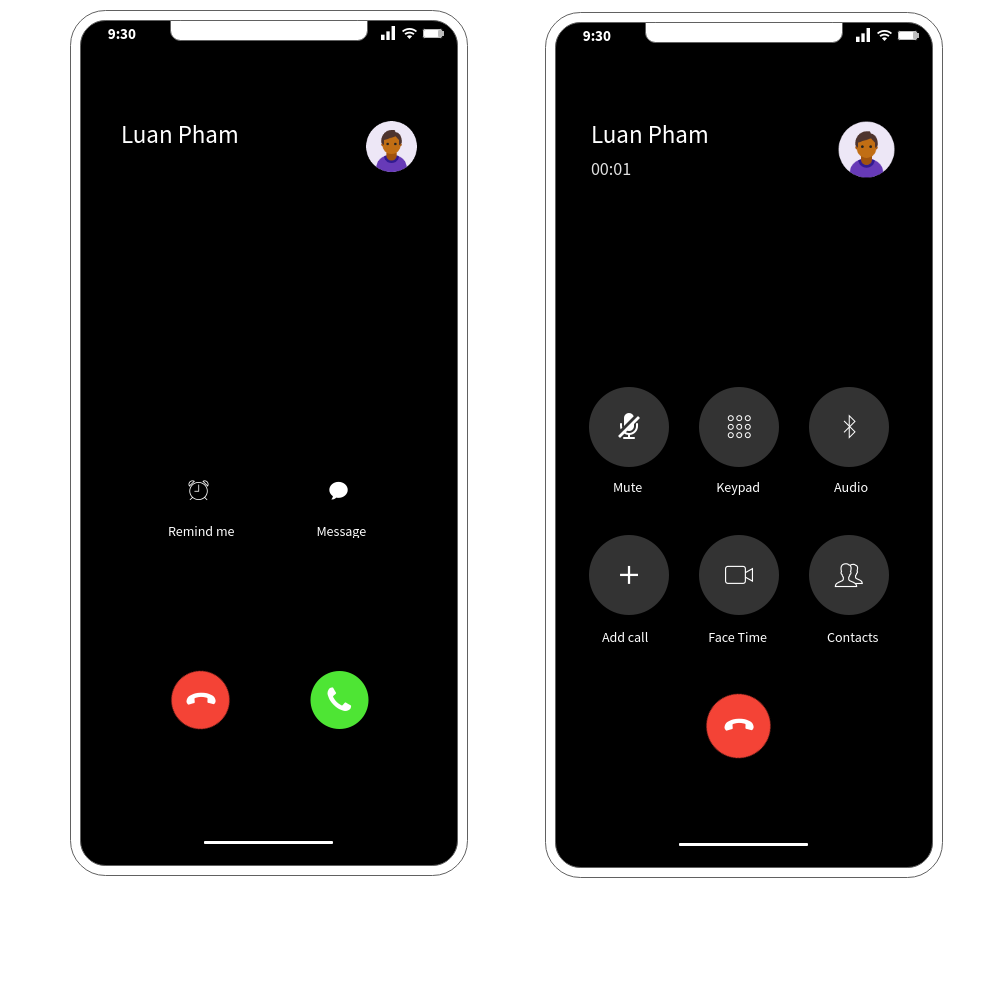 9:30
Luan Pham
Remind me
Message
9:30
Luan Pham
00:01
Mute
Keypad
Audio
Add call
Face Time
Contacts